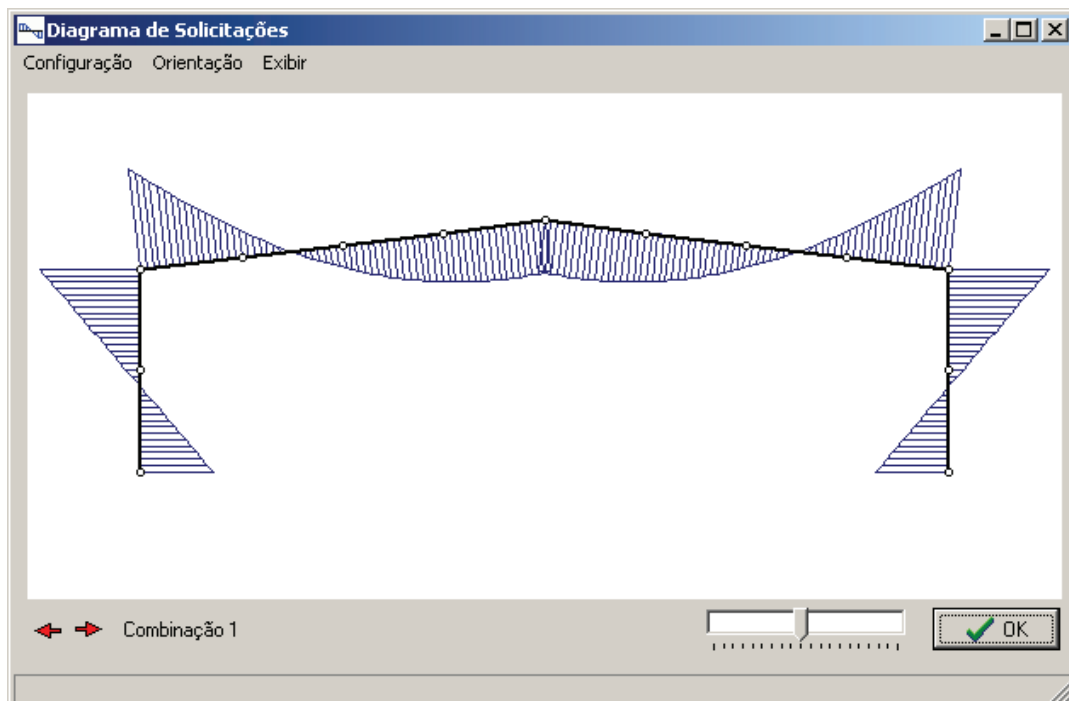 Diagrama de Solicitações
Configuração Orientação Exibir
Combinação 1
OK